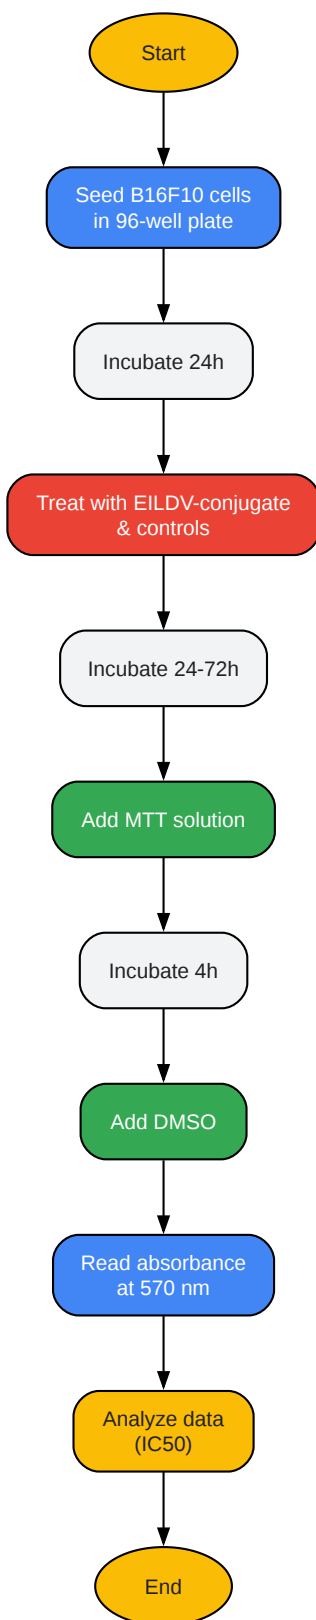 Start
Seed B16F10 cells
in 96-well plate
Incubate 24h
Treat with EILDV-conjugate
& controls
Incubate 24-72h
Add MTT solution
Incubate 4h
Add DMSO
Read absorbance
at 570 nm
Analyze data
(IC50)
End